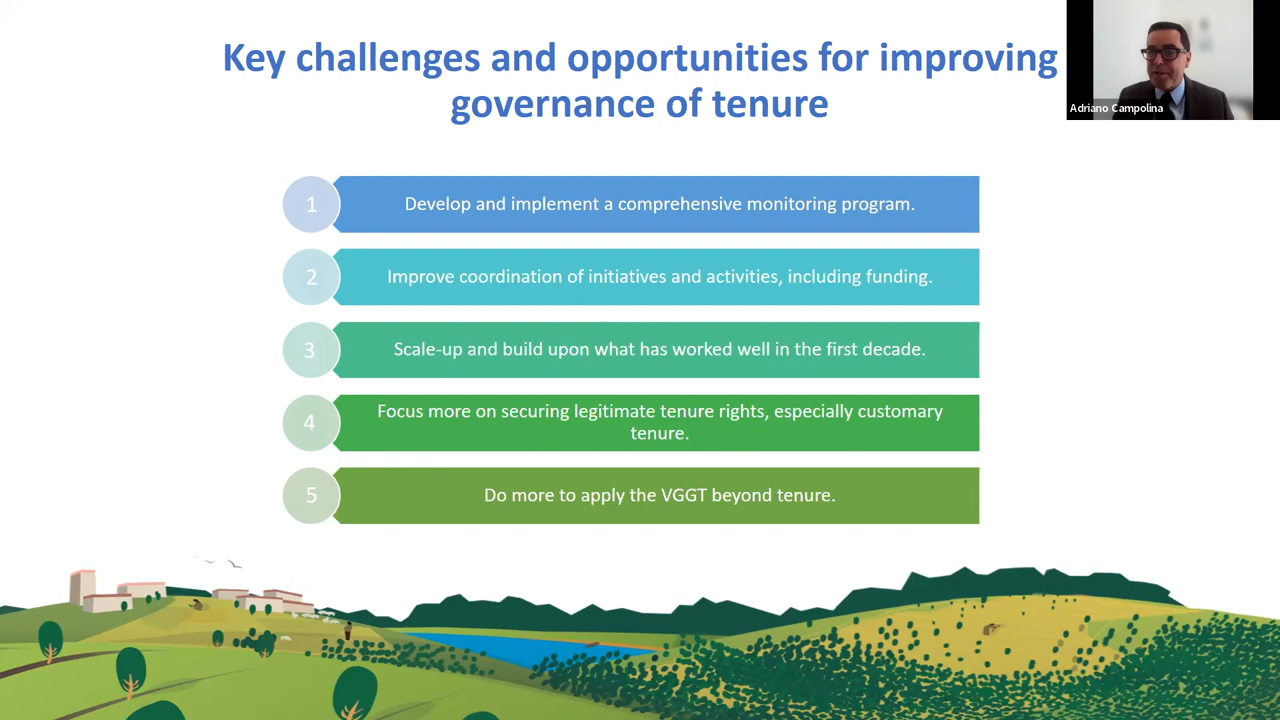 Key challenges and opportunities for improving
governance of tenure
Adriano Campolina
1
Develop and implement a comprehensive monitoring program.
2
Improve coordination of initiatives and activities, including funding.
3
Scale-up and build upon what has worked well in the first decade.
4
Focus more on securing legitimate tenure rights, especially customary
tenure.
5
Do more to apply the VGGT beyond tenure.